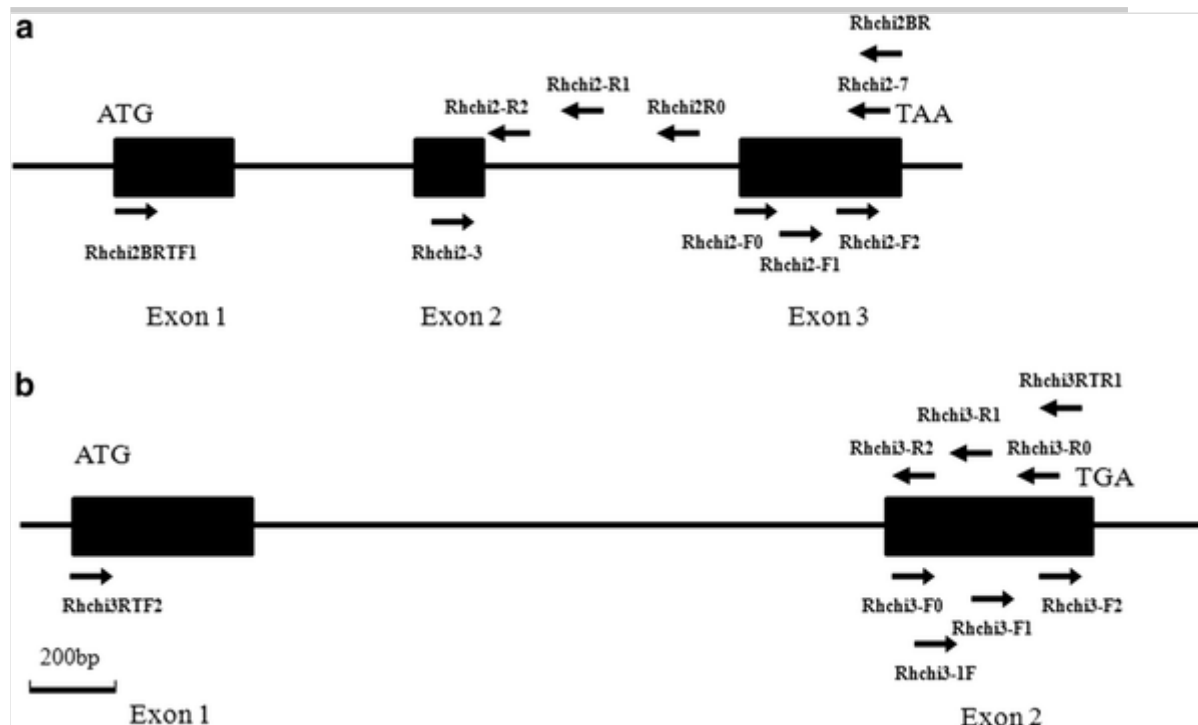 a
Rhchi2BR
Rhchi2-R1
Rhchi2-7
ATG
Rhchi2-R2
Rhchi2R0
TAA
Rhchi2BRTF1
Rhchi2-3
Rhchi2-F0
Rhchi2-F2
Rhchi2-F1
Exon 1
Exon 2
Exon 3
b
Rhchi3RTR1
Rhchi3-R1
ATG
Rhchi3-R2
Rhchi3-R0
TGA
Rhchi3RTF2
Rhchi3-F0
Rhchi3-F2
Rhchi3-F1
200bp
Rhchi3-1F
Exon 1
Exon 2